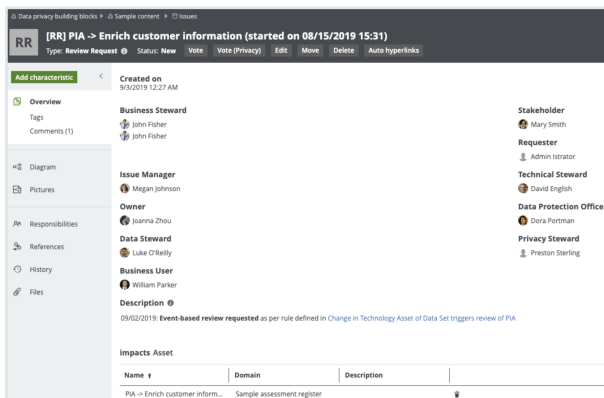 Data privacy building blocks Sample content Issues
RR
[RR] PIA -> Enrich customer information (started on 08/15/2019 15:31)
Type: Review Request Status: New Vote Vote (Privacy) Edit Move Delete Auto hyperlinks
Add characteristic
Overview
Tags
Comments (1)
Diagram
Pictures
Responsibilities
References
History
Files
Created on
9/3/2019 12:27 AM
Business Steward
John Fisher
John Fisher
Stakeholder
Mary Smith
Requester
Admin Istrator
Issue Manager
Megan Johnson
Technical Steward
David English
Owner
Joanna Zhou
Data Protection Office
Dora Portman
Data Steward
Luke O'Reilly
Privacy Steward
Preston Sterling
Business User
William Parker
Description
09/02/2019: Event-based review requested as per rule defined in Change in Technology Asset of Data Set triggers review of PIA
impacts Asset
Name Domain Description
PIA -> Enrich customer inform... Sample assessment register